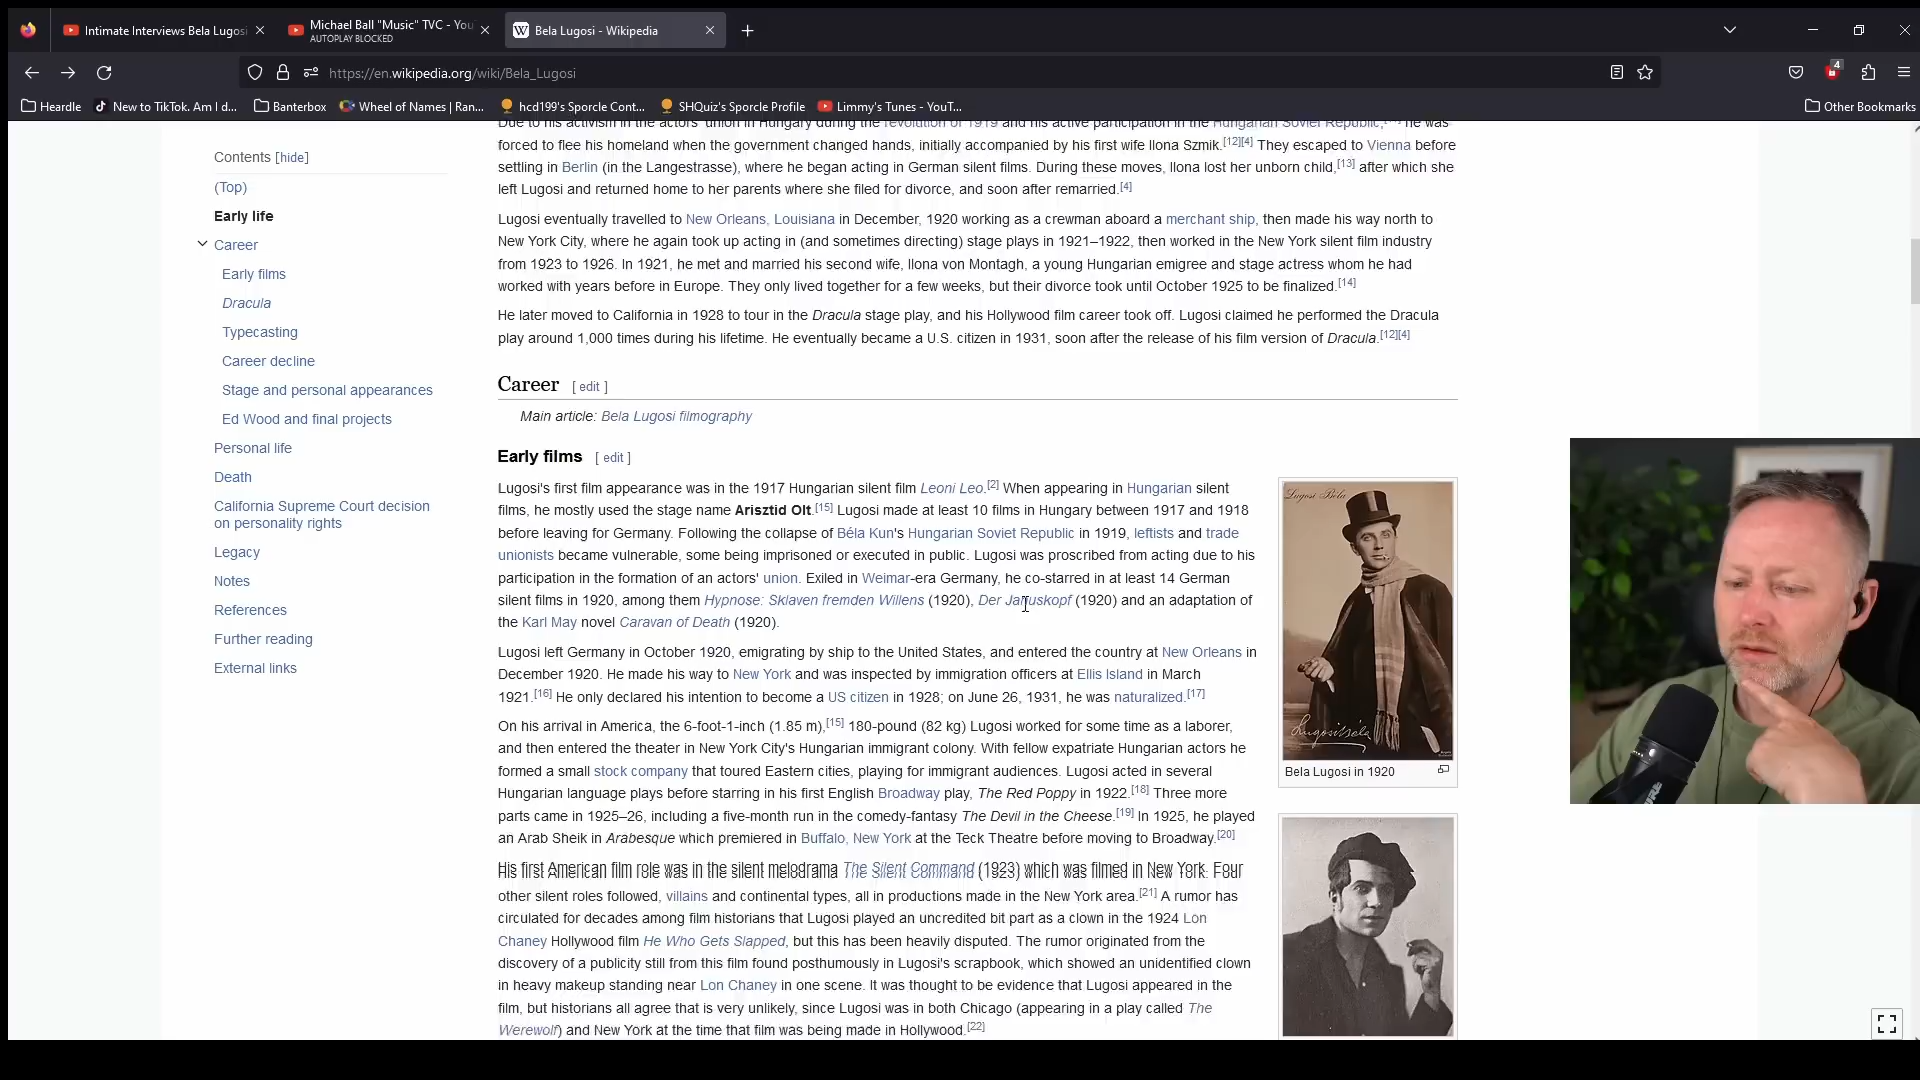 Intimate Interviews Bela Lugosi
Michael Ball "Music" TVC - You
AUTOPLAY BLOCKED
Bela Lugosi - Wikipedia
https://en.wikipedia.org/wiki/Bela_Lugosi
4
Heardle
New to TikTok. Am I d...
Banterbox
Wheel of Names | Ran...
hcd199's Sporcle Cont...
SHQuiz's Sporcle Profile
Limmy's Tunes - YouT...
Other Bookmarks
Contents [hide]
(Top)
Early life
Career
Early films
Dracula
Typecasting
Career decline
Stage and personal appearances
Ed Wood and final projects
Personal life
Death
California Supreme Court decision
on personality rights
Legacy
Notes
References
Further reading
External links
Due to his activism in the actors' union in Hungary during the revolution of 1919 and his active participation in the Hungarian Soviet Republic, he was
forced to flee his homeland when the government changed hands, initially accompanied by his first wife Ilona Szmik.[12][4] They escaped to Vienna before
settling in Berlin (in the Langestrasse), where he began acting in German silent films. During these moves, Ilona lost her unborn child,[13] after which she
left Lugosi and returned home to her parents where she filed for divorce, and soon after remarried.[4]
Lugosi eventually travelled to New Orleans, Louisiana in December, 1920 working as a crewman aboard a merchant ship, then made his way north to
New York City, where he again took up acting in (and sometimes directing) stage plays in 1921–1922, then worked in the New York silent film industry
from 1923 to 1926. In 1921, he met and married his second wife, Ilona von Montagh, a young Hungarian emigree and stage actress whom he had
worked with years before in Europe. They only lived together for a few weeks, but their divorce took until October 1925 to be finalized.[14]
He later moved to California in 1928 to tour in the Dracula stage play, and his Hollywood film career took off. Lugosi claimed he performed the Dracula
play around 1,000 times during his lifetime. He eventually became a U.S. citizen in 1931, soon after the release of his film version of Dracula.[12][4]
Career [ edit ]
Main article: Bela Lugosi filmography
Early films [ edit ]
Lugosi's first film appearance was in the 1917 Hungarian silent film Leoni Leo.[2] When appearing in Hungarian silent
films, he mostly used the stage name Arisztid Olt.[15] Lugosi made at least 10 films in Hungary between 1917 and 1918
before leaving for Germany. Following the collapse of Béla Kun's Hungarian Soviet Republic in 1919, leftists and trade
unionists became vulnerable, some being imprisoned or executed in public. Lugosi was proscribed from acting due to his
participation in the formation of an actors' union. Exiled in Weimar-era Germany, he co-starred in at least 14 German
silent films in 1920, among them Hypnose: Sklaven fremden Willens (1920), Der Januskopf (1920) and an adaptation of
the Karl May novel Caravan of Death (1920).
Lugosi left Germany in October 1920, emigrating by ship to the United States, and entered the country at New Orleans in
December 1920. He made his way to New York and was inspected by immigration officers at Ellis Island in March
1921.[16] He only declared his intention to become a US citizen in 1928; on June 26, 1931, he was naturalized.[17]
On his arrival in America, the 6-foot-1-inch (1.85 m),[15] 180-pound (82 kg) Lugosi worked for some time as a laborer,
and then entered the theater in New York City's Hungarian immigrant colony. With fellow expatriate Hungarian actors he
formed a small stock company that toured Eastern cities, playing for immigrant audiences. Lugosi acted in several
Hungarian language plays before starring in his first English Broadway play, The Red Poppy in 1922.[18] Three more
parts came in 1925–26, including a five-month run in the comedy-fantasy The Devil in the Cheese.[19] In 1925, he played
an Arab Sheik in Arabesque which premiered in Buffalo, New York at the Teck Theatre before moving to Broadway.[20]
His first American film role was in the silent melodrama The Silent Command (1923) which was filmed in New York. Four
other silent roles followed, villains and continental types, all in productions made in the New York area.[21] A rumor has
circulated for decades among film historians that Lugosi played an uncredited bit part as a clown in the 1924 Lon
Chaney Hollywood film He Who Gets Slapped, but this has been heavily disputed. The rumor originated from the
discovery of a publicity still from this film found posthumously in Lugosi's scrapbook, which showed an unidentified clown
in heavy makeup standing near Lon Chaney in one scene. It was thought to be evidence that Lugosi appeared in the
film, but historians all agree that is very unlikely, since Lugosi was in both Chicago (appearing in a play called The
Werewolf) and New York at the time that film was being made in Hollywood.[22]
Lugosi Béla
Bela Lugosi in 1920